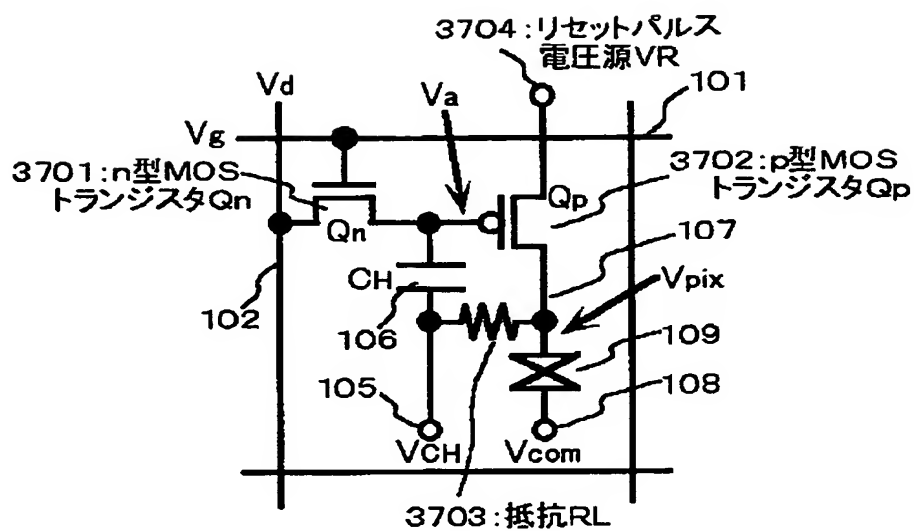 3704:リセットパルス
電圧源VR
Vd
Va
101
Vg
3701:n型MOS
トランジスタQn
3702:p型MOS
トランジスタQp
Qp
Qn
107
CH
Vpix
102
106
109
105
108
VCH
Vcom
3703:抵抗RL